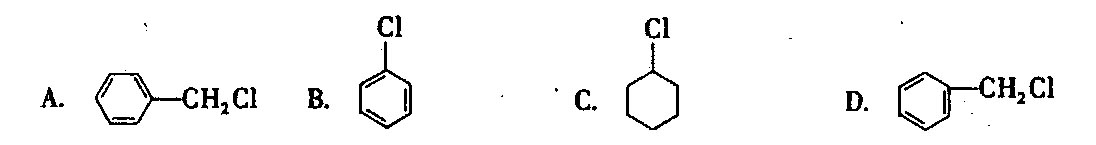 Cl Cl
A. CH₂Cl B. C. D. CH₂Cl